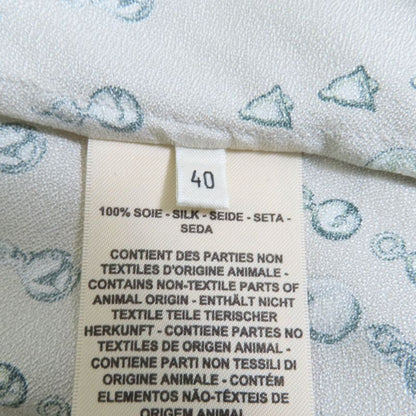 40
100% SOIE - SILK - SEIDE - SETA -
SEDA
CONTIENT DES PARTIES NON
TEXTILES D'ORIGINE ANIMALE -
CONTAINS NON-TEXTILE PARTS OF
ANIMAL ORIGIN - ENTHÄLT NICHT
TEXTILE TEILE TIERISCHER
HERKUNFT - CONTIENE PARTES NO
TEXTILES DE ORIGEN ANIMAL -
CONTIENE PARTI NON TESSILI DI
ORIGINE ANIMALE - CONTÉM
ELEMENTOS NÃO-TÊXTEIS DE
ORIGEM ANIMAL